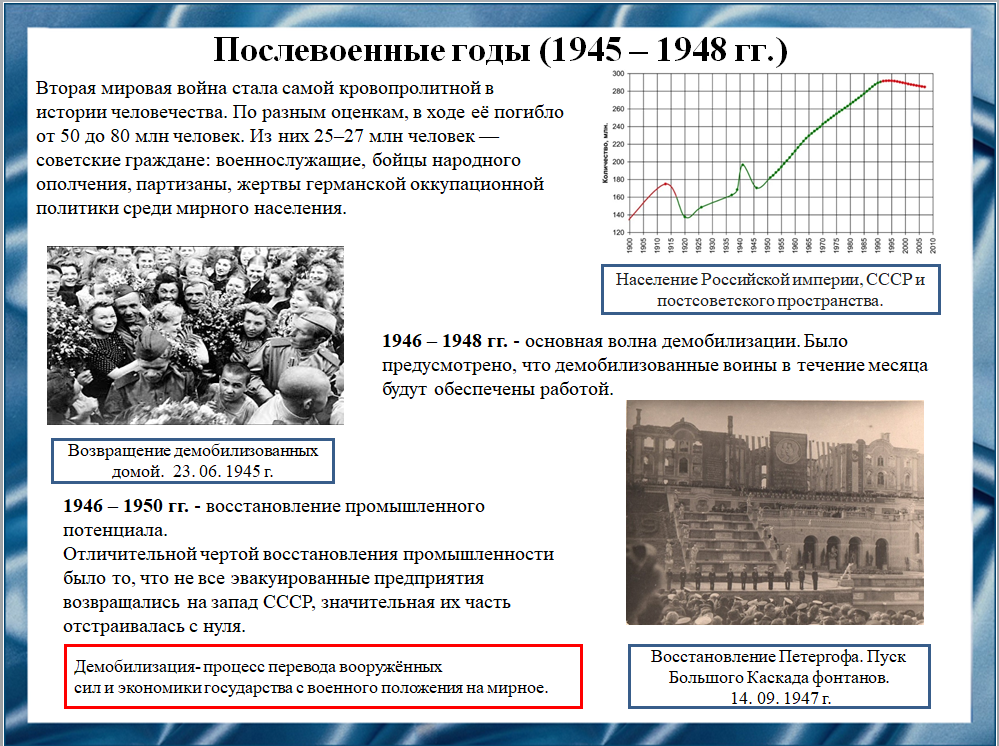 Послевоенные годы (1945 – 1948 гг.)
Вторая мировая война стала самой кровопролитной в
истории человечества. По разным оценкам, в ходе её погибло
от 50 до 80 млн человек. Из них 25–27 млн человек —
советские граждане: военнослужащие, бойцы народного
ополчения, партизаны, жертвы германской оккупационной
политики среди мирного населения.
Количество, млн.
300
280
260
240
220
200
180
160
140
120
1900 1905 1910 1915 1920 1925 1930 1935 1940 1945 1950 1955 1960 1965 1970 1975 1980 1985 1990 1995 2000 2005 2010
Население Российской империи, СССР и
постсоветского пространства.
1946 – 1948 гг. - основная волна демобилизации. Было
предусмотрено, что демобилизованные воины в течение месяца
будут обеспечены работой.
Возвращение демобилизованных
домой. 23. 06. 1945 г.
1946 – 1950 гг. - восстановление промышленного
потенциала.
Отличительной чертой восстановления промышленности
было то, что не все эвакуированные предприятия
возвращались на запад СССР, значительная их часть
отстраивалась с нуля.
Демобилизация- процесс перевода вооружённых
сил и экономики государства с военного положения на мирное.
Восстановление Петергофа. Пуск
Большого Каскада фонтанов.
14. 09. 1947 г.